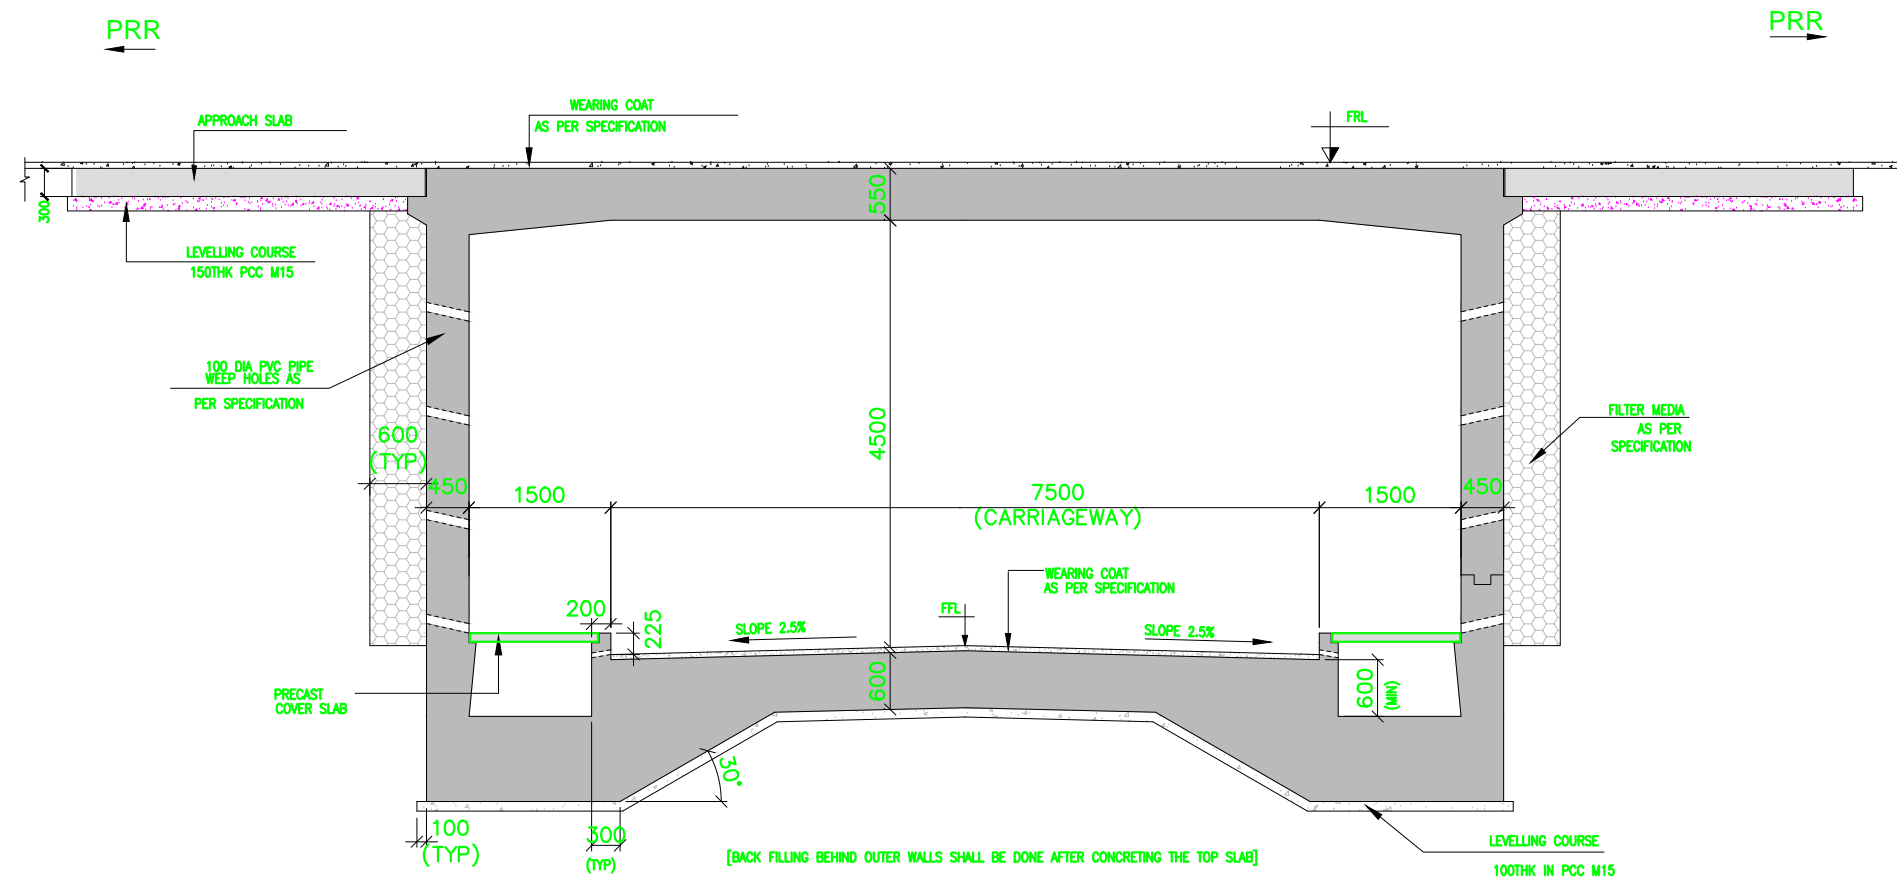 PRR
PRR
WEARING COAT
AS PER SPECIFICATION
APPROACH SLAB
FRL
300
550
LEVELLING COURSE
150THK PCC M15
100 DIA PVC PIPE
WEEP HOLES AS
PER SPECIFICATION
4500
FILTER MEDIA
AS PER
SPECIFICATION
600
(TYP)
450
1500
7500
(CARRIAGEWAY)
1500
450
WEARING COAT
AS PER SPECIFICATION
200
225
FFL
SLOPE 2.5%
SLOPE 2.5%
600
600
(MIN)
PRECAST
COVER SLAB
30°
100
(TYP)
300
(TYP)
[BACK FILLING BEHIND OUTER WALLS SHALL BE DONE AFTER CONCRETING THE TOP SLAB]
LEVELLING COURSE
100THK IN PCC M15